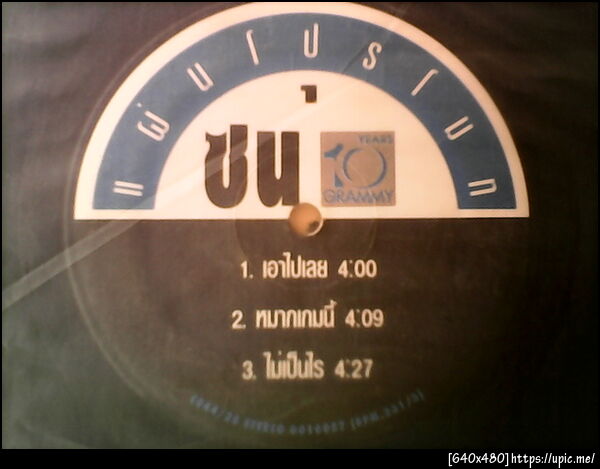 แผ่นโปรโมท
ซน
YEARS
10
GRAMMY
1. เอาไปเลย 4:00
2. หมากเกมนี้ 4:09
3. ไม่เป็นไร 4:27
[640x480]https://upic.me/